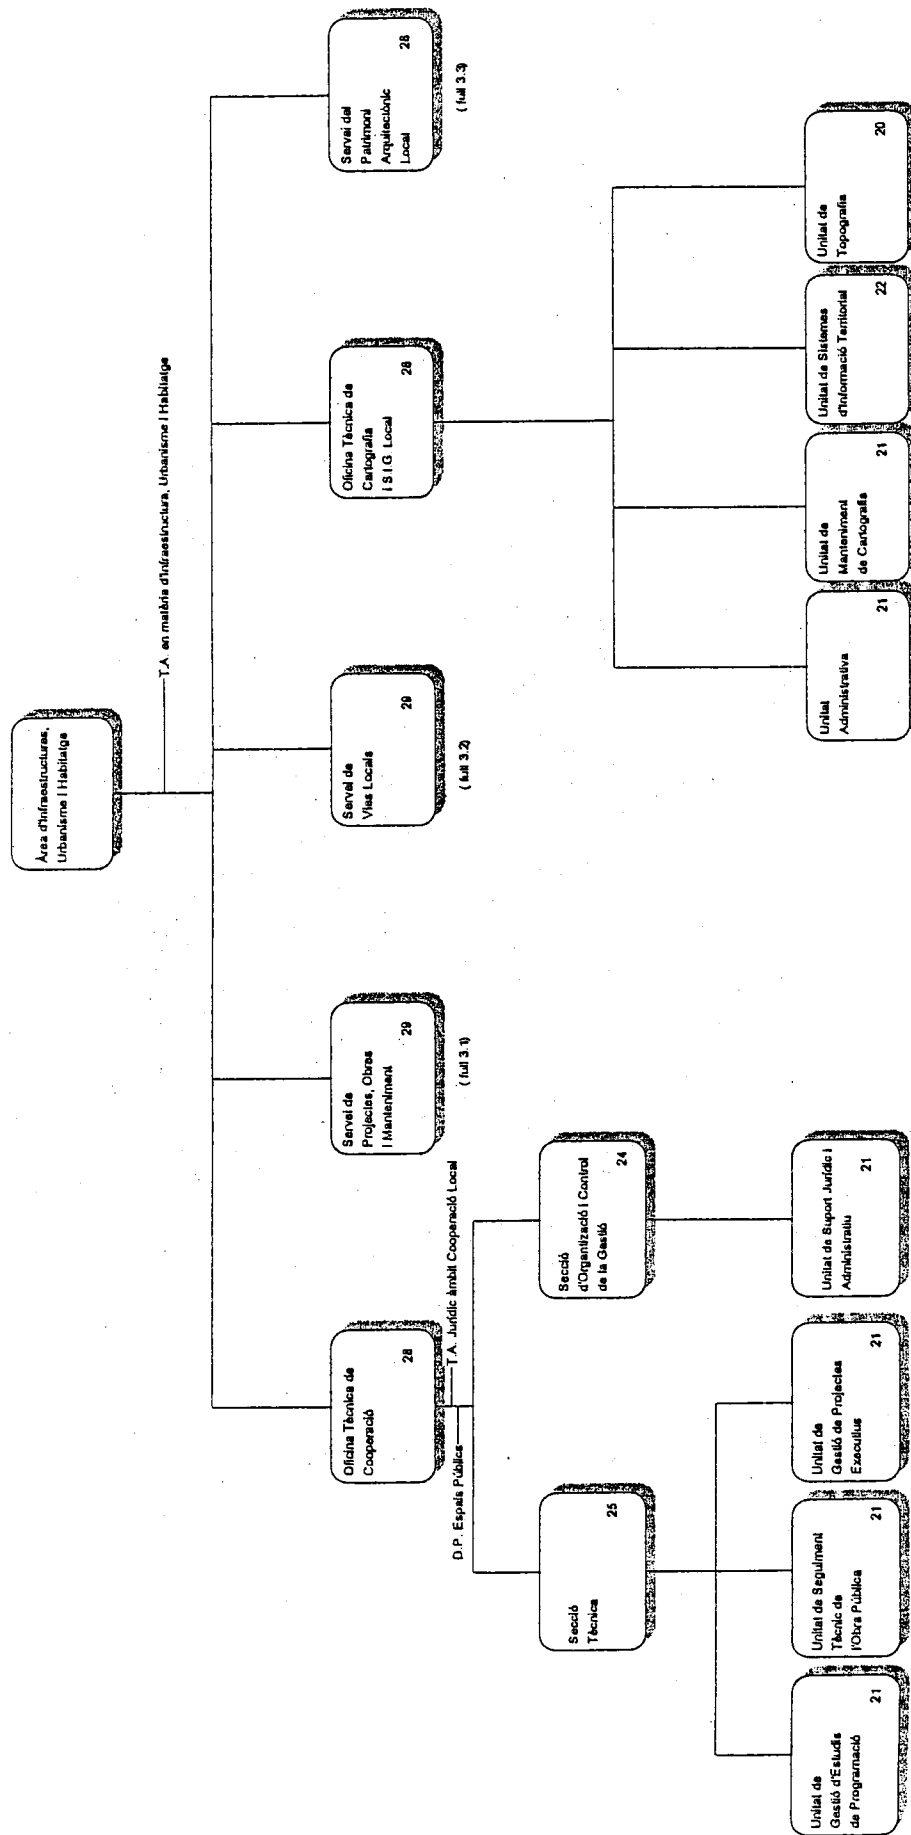 Àrea d'Infraestructures,
Urbanisme i Habitatge
T.A. en matèria d'Infraestructura, Urbanisme i Habitatge
Oficina Tècnica de
Cooperació
28
Servei de
Projectes, Obres
i Manteniment
29
( full 3.1)
Servei de
Vies Locals
29
( full 3.2)
Oficina Tècnica de
Cartografia
i S.I.G. Local
28
Servei del
Patrimoni
Arquitectònic
Local
28
( full 3.3)
D.P. Espais Públics
T.A. Jurídic àmbit Cooperació Local
Secció
Tècnica
25
Secció
d'Organització i Control
de la Gestió
24
Unitat de
Gestió d'Estudis
de Programació
21
Unitat de Seguiment
Tècnic de
l'Obra Pública
21
Unitat de
Gestió de Projectes
Executius
21
Unitat de Suport Jurídic i
Administratiu
21
Unitat
Administrativa
21
Unitat de
Manteniment
de Cartografia
21
Unitat de Sistemes
d'Informació Territorial
22
Unitat de
Topografia
20